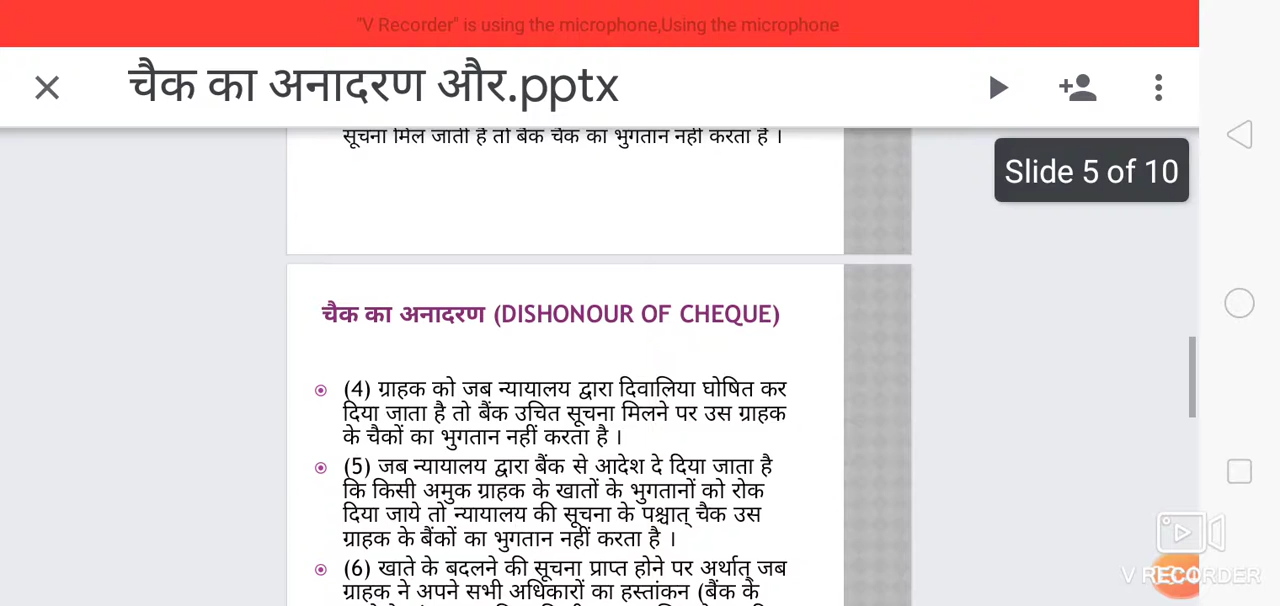 "V Recorder" is using the microphone,Using the microphone
चैक का अनादरण और.pptx
सूचना मिल जाती है तो बैंक चैक का भुगतान नहीं करता है ।
Slide 5 of 10
चैक का अनादरण (DISHONOUR OF CHEQUE)
(4) ग्राहक को जब न्यायालय द्वारा दिवालिया घोषित कर
दिया जाता है तो बैंक उचित सूचना मिलने पर उस ग्राहक
के चैकों का भुगतान नहीं करता है ।
(5) जब न्यायालय द्वारा बैंक से आदेश दे दिया जाता है
कि किसी अमुक ग्राहक के खातों के भुगतानों को रोक
दिया जाये तो न्यायालय की सूचना के पश्चात् चैक उस
ग्राहक के बैंकों का भुगतान नहीं करता है ।
(6) खाते के बदलने की सूचना प्राप्त होने पर अर्थात् जब
ग्राहक ने अपने सभी अधिकारों का हस्तांकन (बैंक के
V RECORDER